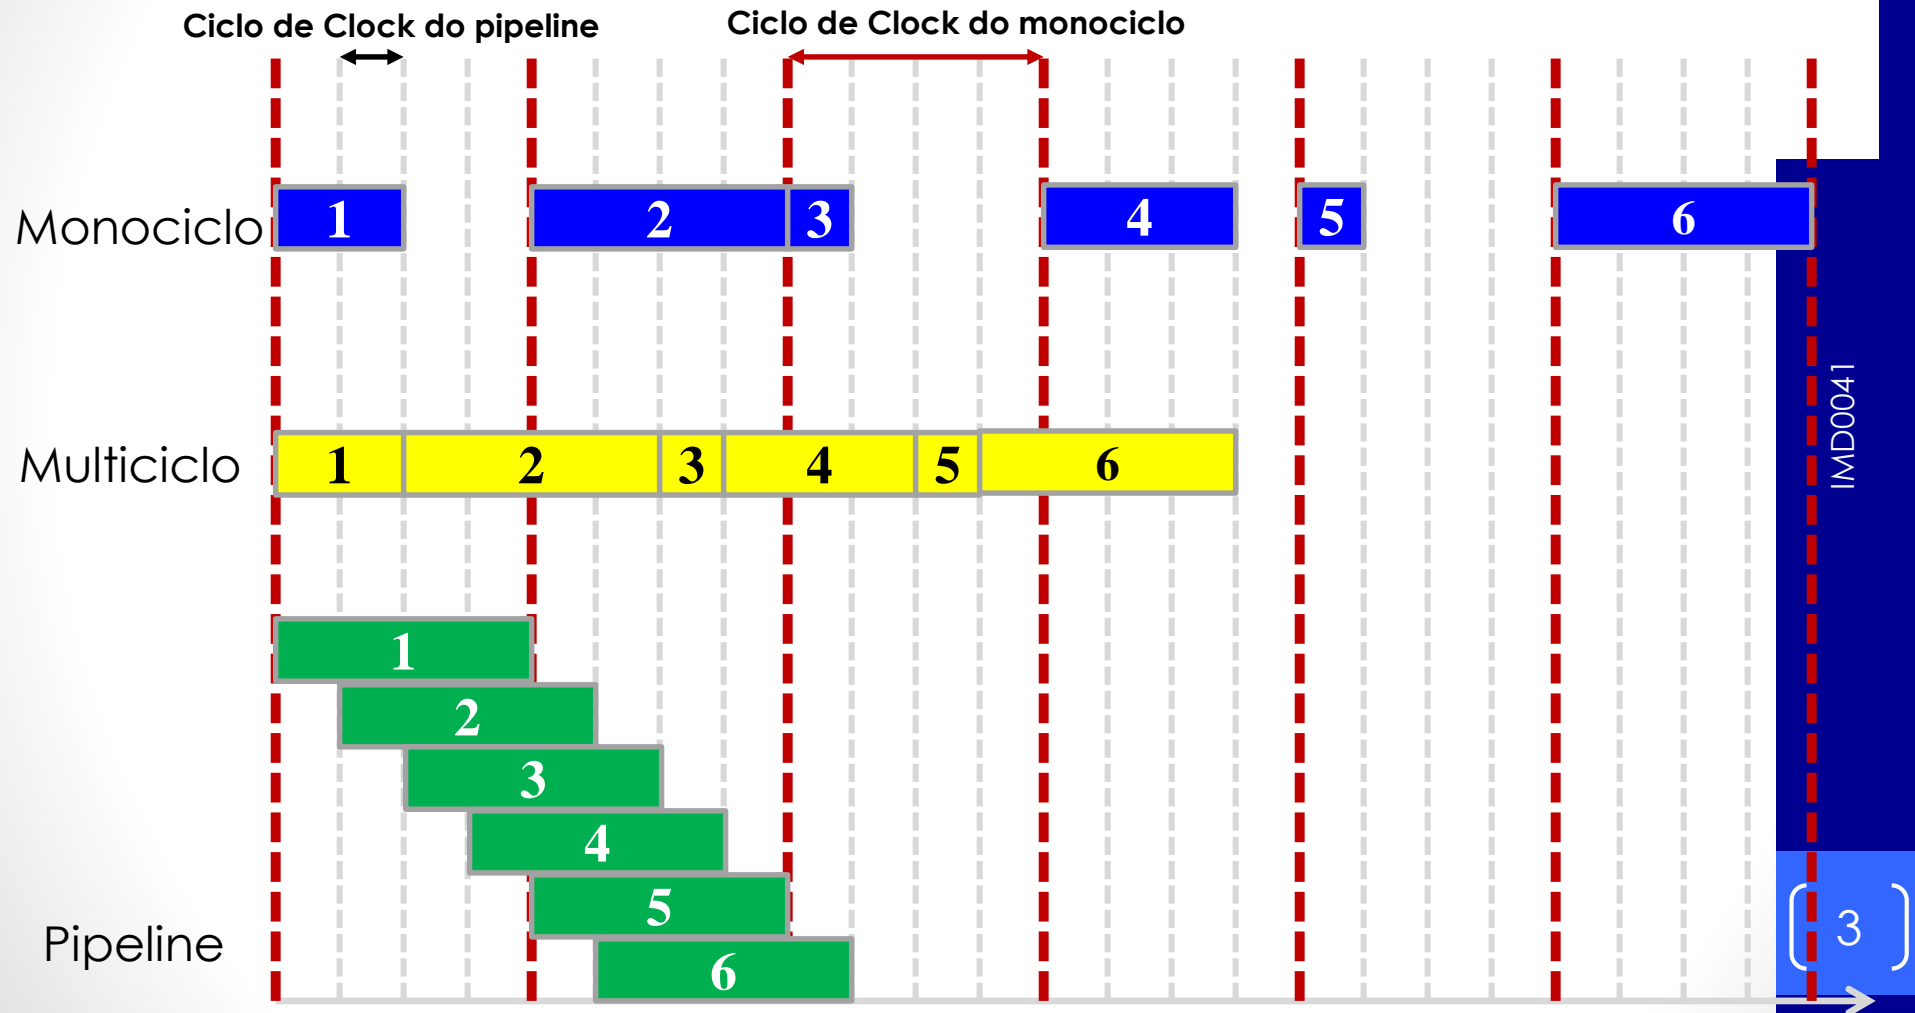 Ciclo de Clock do pipeline
Ciclo de Clock do monociclo
Monociclo
1 2 3 4 5 6
Multiciclo
1 2 3 4 5 6
1
2
3
4
5
6
Pipeline
IMD0041
3